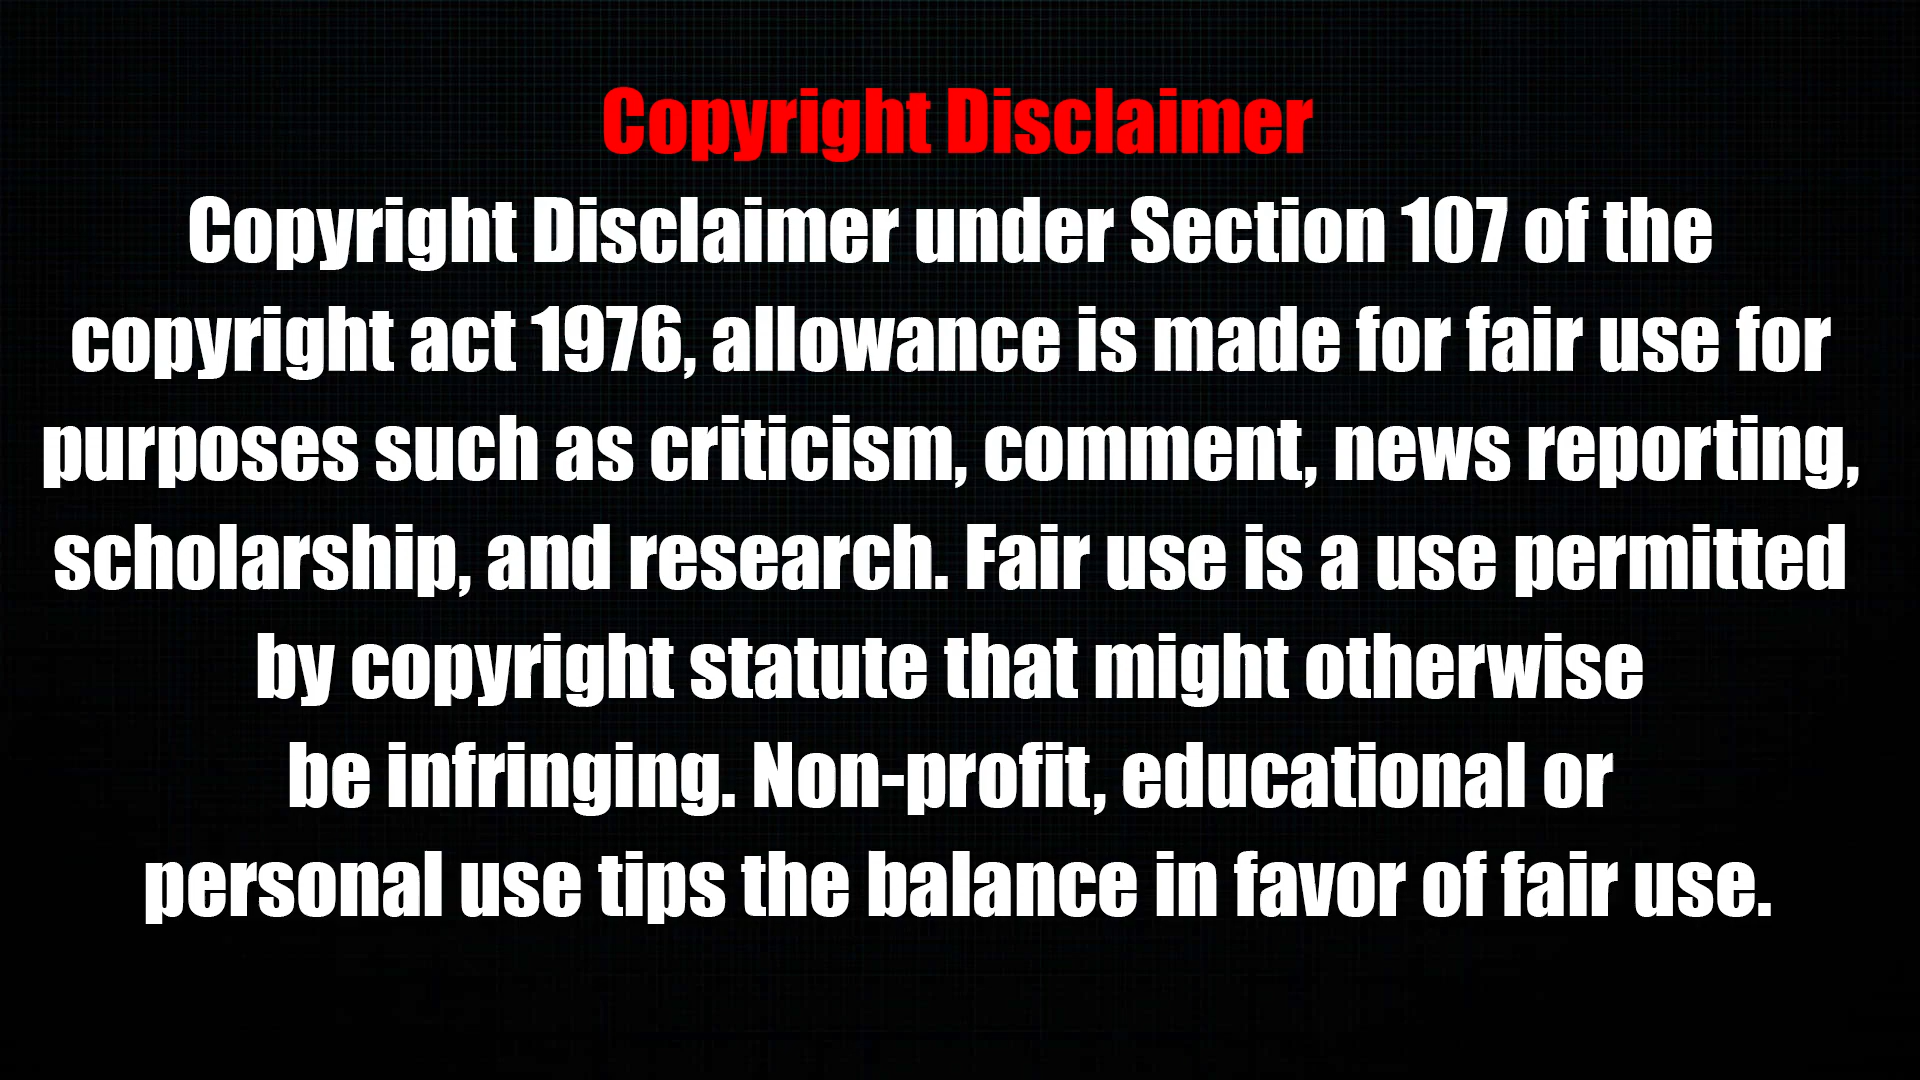 Copyright Disclaimer
Copyright Disclaimer under Section 107 of the
copyright act 1976, allowance is made for fair use for
purposes such as criticism, comment, news reporting,
scholarship, and research. Fair use is a use permitted
by copyright statute that might otherwise
be infringing. Non-profit, educational or
personal use tips the balance in favor of fair use.